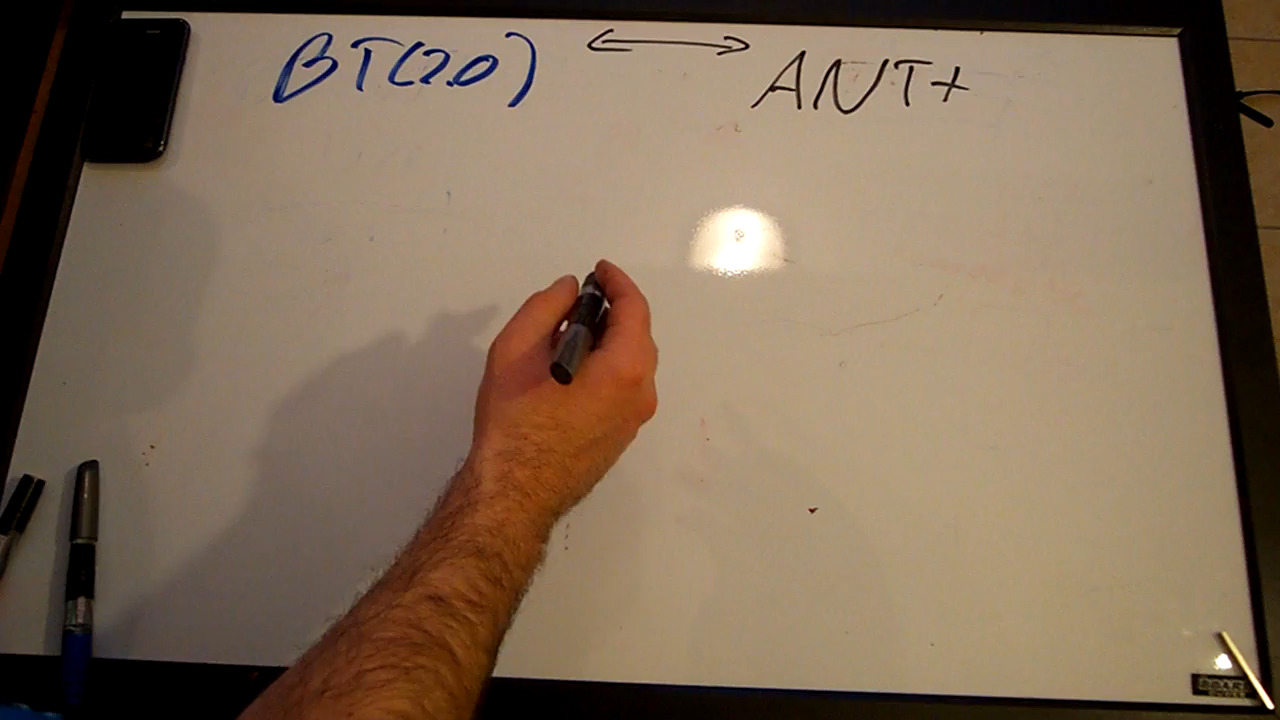 BT(2.0) ↔ ANT+